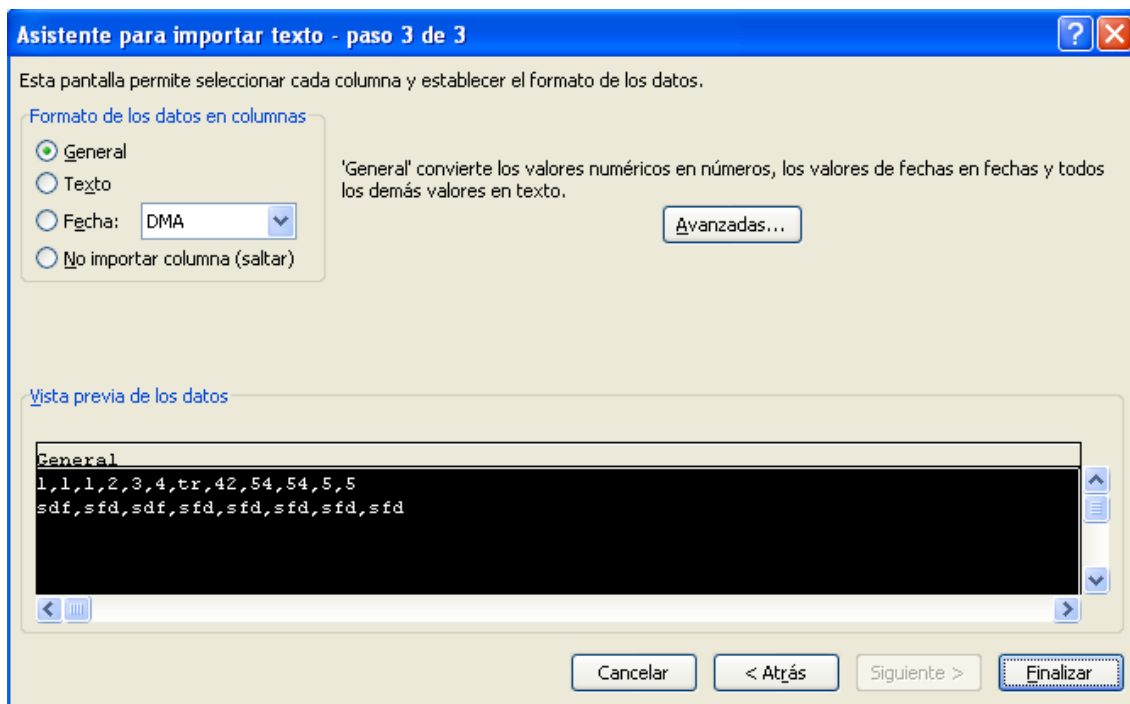 Asistente para importar texto - paso 3 de 3
Esta pantalla permite seleccionar cada columna y establecer el formato de los datos.
Formato de los datos en columnas
General
Texto
Fecha: DMA
No importar columna (saltar)
'General' convierte los valores numéricos en números, los valores de fechas en fechas y todos
los demás valores en texto.
Avanzadas...
Vista previa de los datos
General
1,1,1,2,3,4,tr,42,54,54,5,5
sdf,sfd,sdf,sfd,sfd,sfd,sfd,sfd
Cancelar
< Atrás
Siguiente >
Finalizar